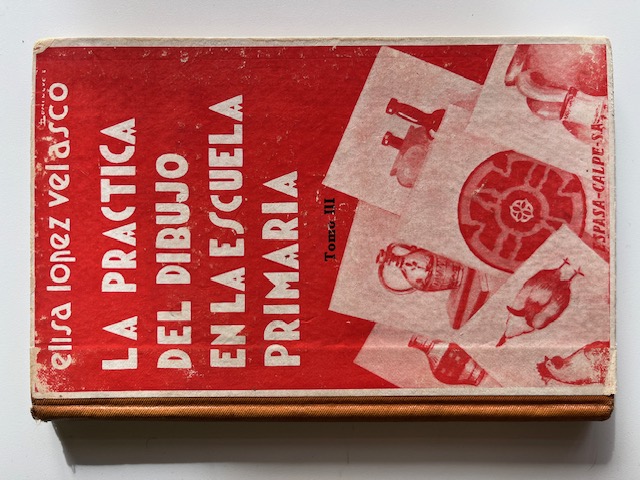 elisa lopez velasco
LA PRACTICA
DEL DIBUJO
EN LA ESCUELA
PRIMARIA
Tomo III
ESPASA-CALPE-S.A.